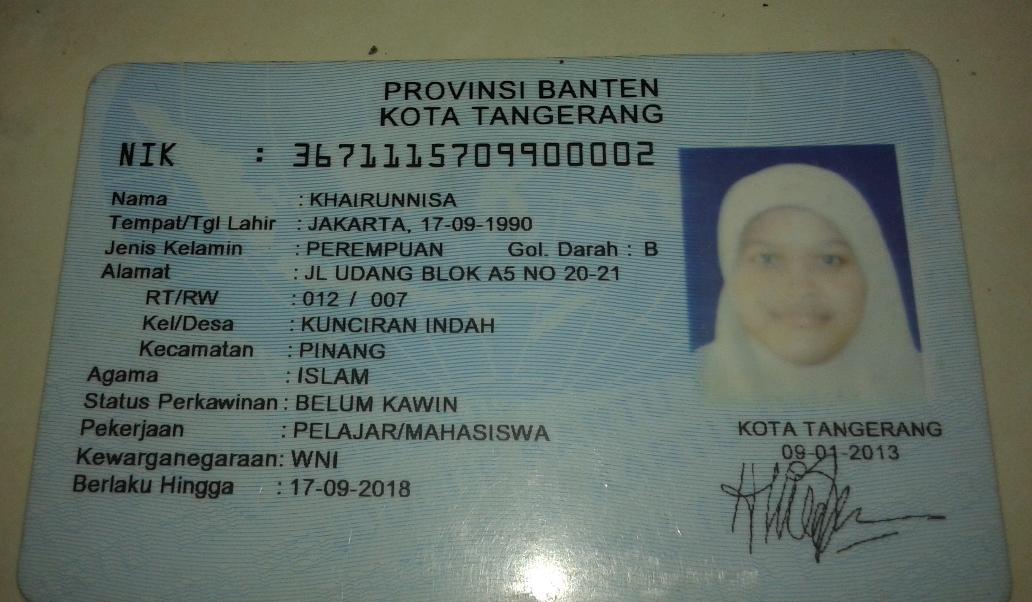 PROVINSI BANTEN
KOTA TANGERANG
NIK : 3671115709900002
Nama : KHAIRUNNISA
Tempat/Tgl Lahir : JAKARTA, 17-09-1990
Jenis Kelamin : PEREMPUAN Gol. Darah : B
Alamat : JL UDANG BLOK A5 NO 20-21
RT/RW : 012 / 007
Kel/Desa : KUNCIRAN INDAH
Kecamatan : PINANG
Agama : ISLAM
Status Perkawinan : BELUM KAWIN
Pekerjaan : PELAJAR/MAHASISWA
Kewarganegaraan: WNI
Berlaku Hingga : 17-09-2018
KOTA TANGERANG
09-01-2013